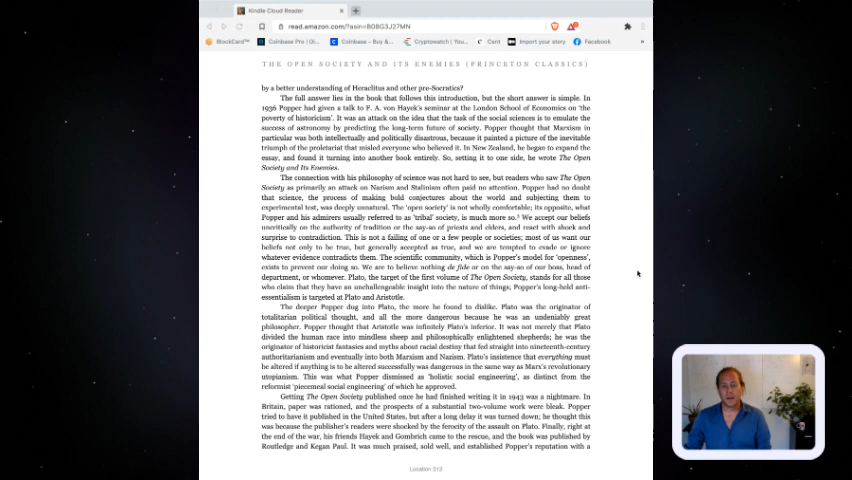 Kindle Cloud Reader
read.amazon.com/?asin=B08G3J27MN
BlockCard™ Coinbase Pro | Di... Coinbase – Buy &... Cryptowatch | You... Cent Import your story Facebook »
THE OPEN SOCIETY AND ITS ENEMIES (PRINCETON CLASSICS)
by a better understanding of Heraclitus and other pre-Socratics?
The full answer lies in the book that follows this introduction, but the short answer is simple. In
1936 Popper had given a talk to F. A. von Hayek's seminar at the London School of Economics on 'the
poverty of historicism'. It was an attack on the idea that the task of the social sciences is to emulate the
success of astronomy by predicting the long-term future of society. Popper thought that Marxism in
particular was both intellectually and politically disastrous, because it painted a picture of the inevitable
triumph of the proletariat that misled everyone who believed it. In New Zealand, he began to expand the
essay, and found it turning into another book entirely. So, setting it to one side, he wrote The Open
Society and Its Enemies.
The connection with his philosophy of science was not hard to see, but readers who saw The Open
Society as primarily an attack on Nazism and Stalinism often paid no attention. Popper had no doubt
that science, the process of making bold conjectures about the world and subjecting them to
experimental test, was deeply unnatural. The 'open society' is not wholly comfortable; its opposite, what
Popper and his admirers usually referred to as 'tribal' society, is much more so.⁵ We accept our beliefs
uncritically on the authority of tradition or the say-so of priests and elders, and react with shock and
surprise to contradiction. This is not a failing of one or a few people or societies; most of us want our
beliefs not only to be true, but generally accepted as true, and we are tempted to evade or ignore
whatever evidence contradicts them. The scientific community, which is Popper's model for 'openness',
exists to prevent our doing so. We are to believe nothing de fide or on the say-so of our boss, head of
department, or whomever. Plato, the target of the first volume of The Open Society, stands for all those
who claim that they have an unchallengeable insight into the nature of things; Popper's long-held anti-
essentialism is targeted at Plato and Aristotle.
The deeper Popper dug into Plato, the more he found to dislike. Plato was the originator of
totalitarian political thought, and all the more dangerous because he was an undeniably great
philosopher. Popper thought that Aristotle was infinitely Plato's inferior. It was not merely that Plato
divided the human race into mindless sheep and philosophically enlightened shepherds; he was the
originator of historicist fantasies and myths about racial destiny that fed straight into nineteenth-century
authoritarianism and eventually into both Marxism and Nazism. Plato's insistence that everything must
be altered if anything is to be altered successfully was dangerous in the same way as Marx's revolutionary
utopianism. This was what Popper dismissed as 'holistic social engineering', as distinct from the
reformist 'piecemeal social engineering' of which he approved.
Getting The Open Society published once he had finished writing it in 1943 was a nightmare. In
Britain, paper was rationed, and the prospects of a substantial two-volume work were bleak. Popper
tried to have it published in the United States, but after a long delay it was turned down; he thought this
was because the publisher's readers were shocked by the ferocity of the assault on Plato. Finally, right at
the end of the war, his friends Hayek and Gombrich came to the rescue, and the book was published by
Routledge and Kegan Paul. It was much praised, sold well, and established Popper's reputation with a
Location 513